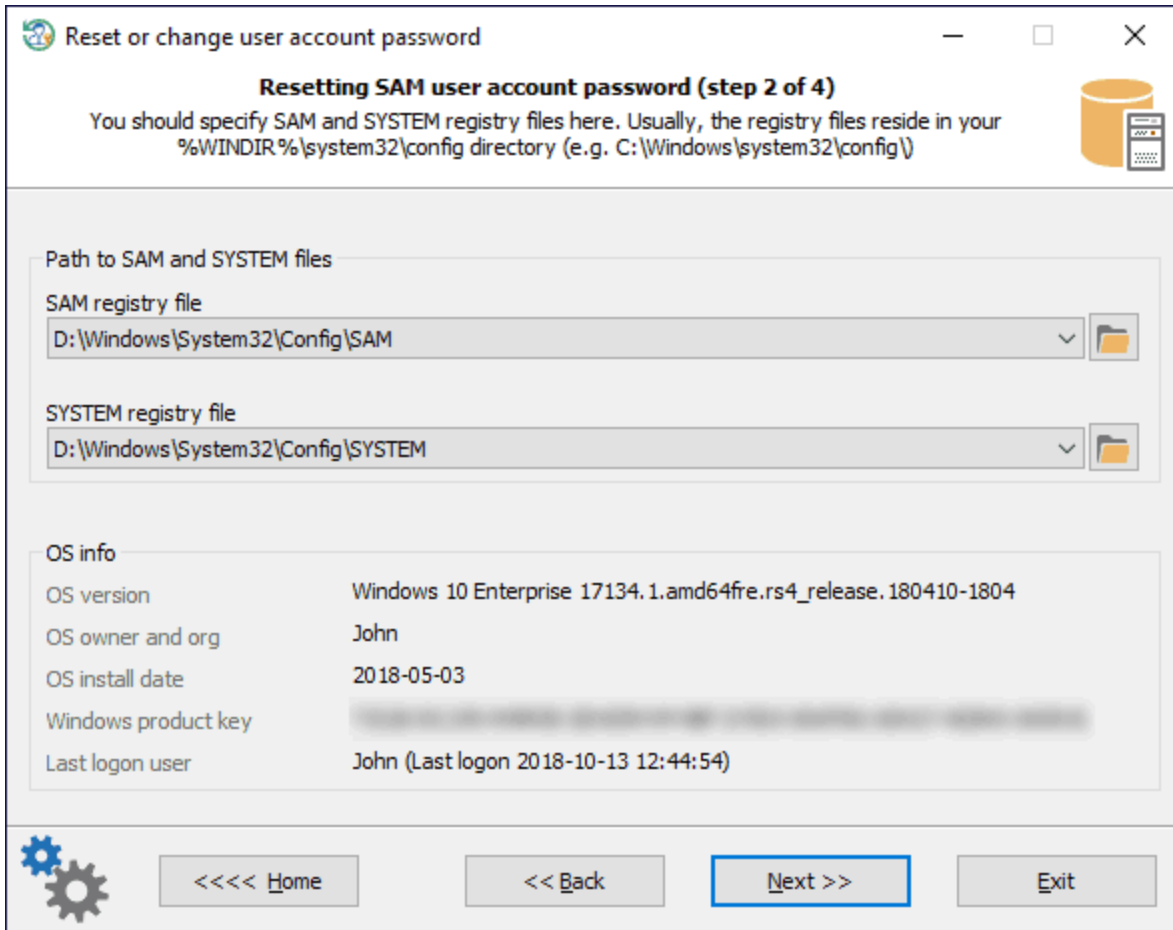 Reset or change user account password
Resetting SAM user account password (step 2 of 4)
You should specify SAM and SYSTEM registry files here. Usually, the registry files reside in your
%WINDIR%\system32\config directory (e.g. C:\Windows\system32\config\)
Path to SAM and SYSTEM files
SAM registry file
D:\Windows\System32\Config\SAM
SYSTEM registry file
D:\Windows\System32\Config\SYSTEM
OS info
OS version Windows 10 Enterprise 17134.1.amd64fre.rs4_release.180410-1804
OS owner and org John
OS install date 2018-05-03
Windows product key
Last logon user John (Last logon 2018-10-13 12:44:54)
<<<< Home << Back Next >> Exit